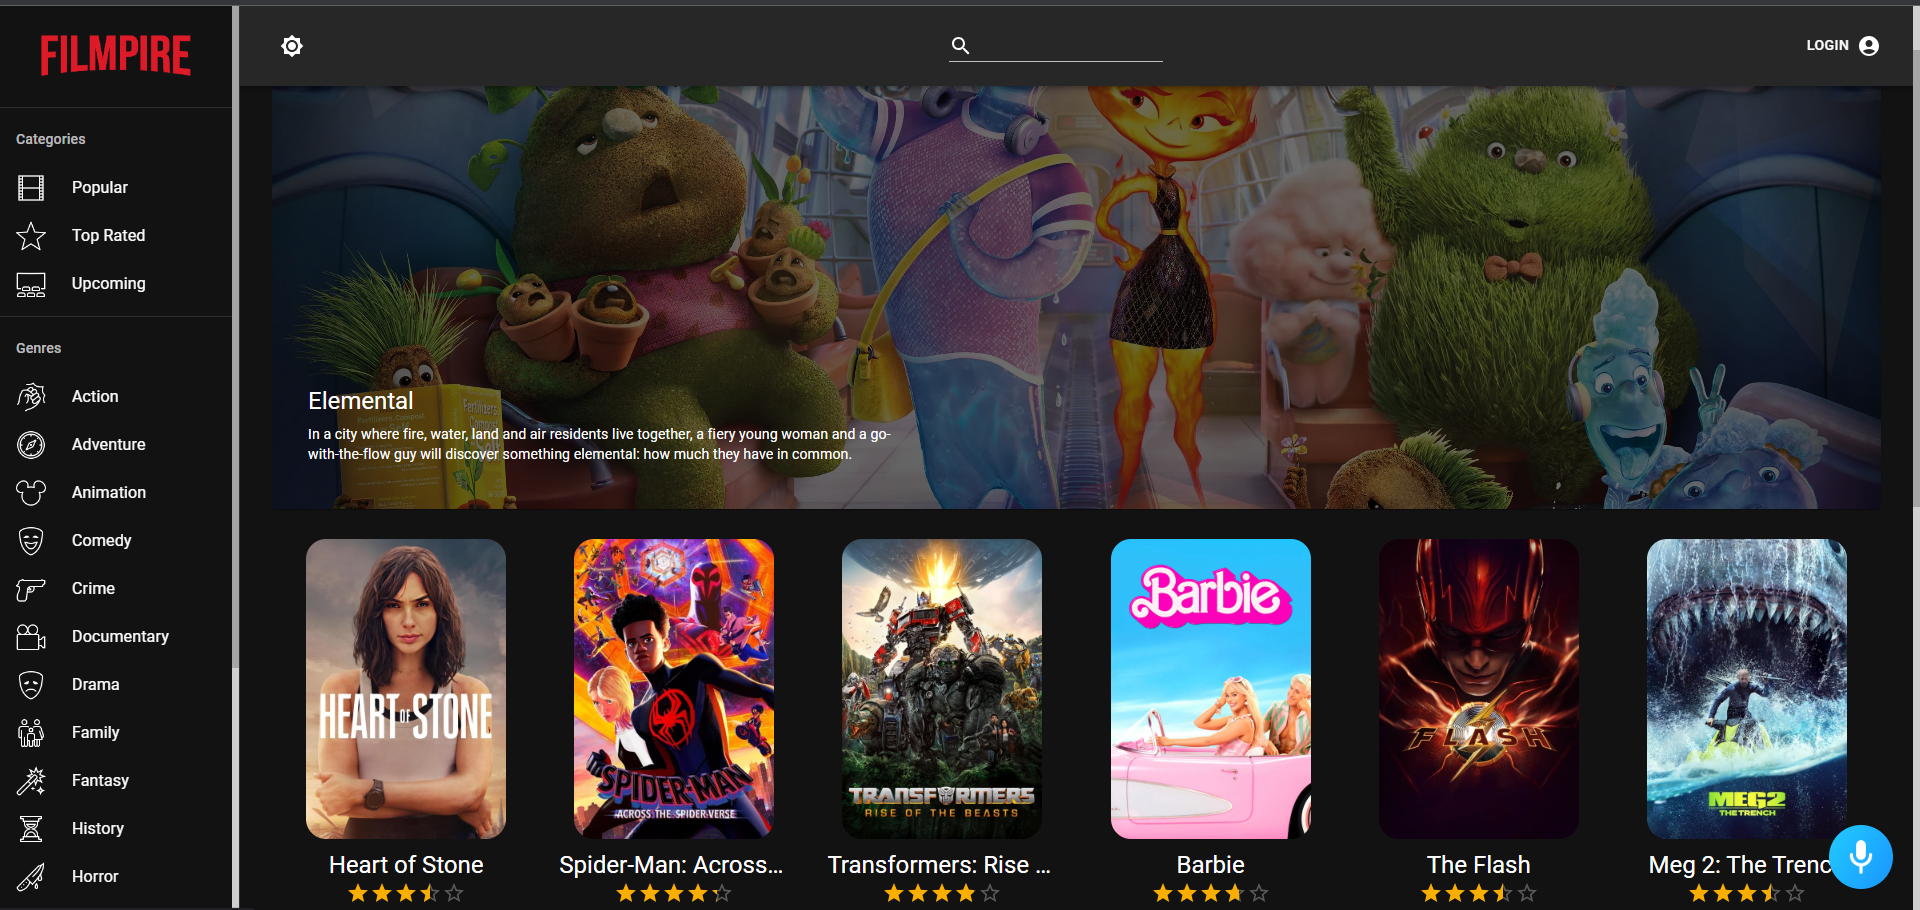 FILMPIRE
LOGIN
Categories
Popular
Top Rated
Upcoming
Genres
Action
Adventure
Animation
Comedy
Crime
Documentary
Drama
Family
Fantasy
History
Horror
Fertilizers
Elemental
In a city where fire, water, land and air residents live together, a fiery young woman and a go-
with-the-flow guy will discover something elemental: how much they have in common.
HEART OF STONE
SPIDER-MAN
ACROSS THE SPIDER-VERSE
TRANSFORMERS
RISE OF THE BEASTS
Barbie
FLASH
MEG 2
THE TRENCH
Heart of Stone
Spider-Man: Across...
Transformers: Rise ...
Barbie
The Flash
Meg 2: The Trenc